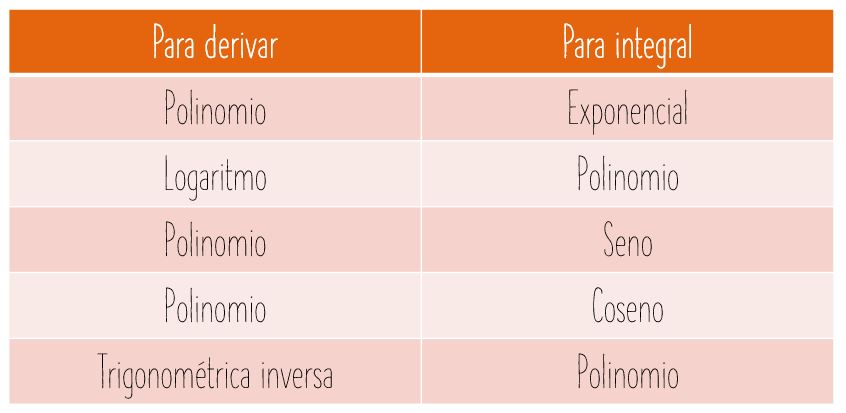 Para derivar Para integral
Polinomio Exponencial
Logaritmo Polinomio
Polinomio Seno
Polinomio Coseno
Trigonométrica inversa Polinomio